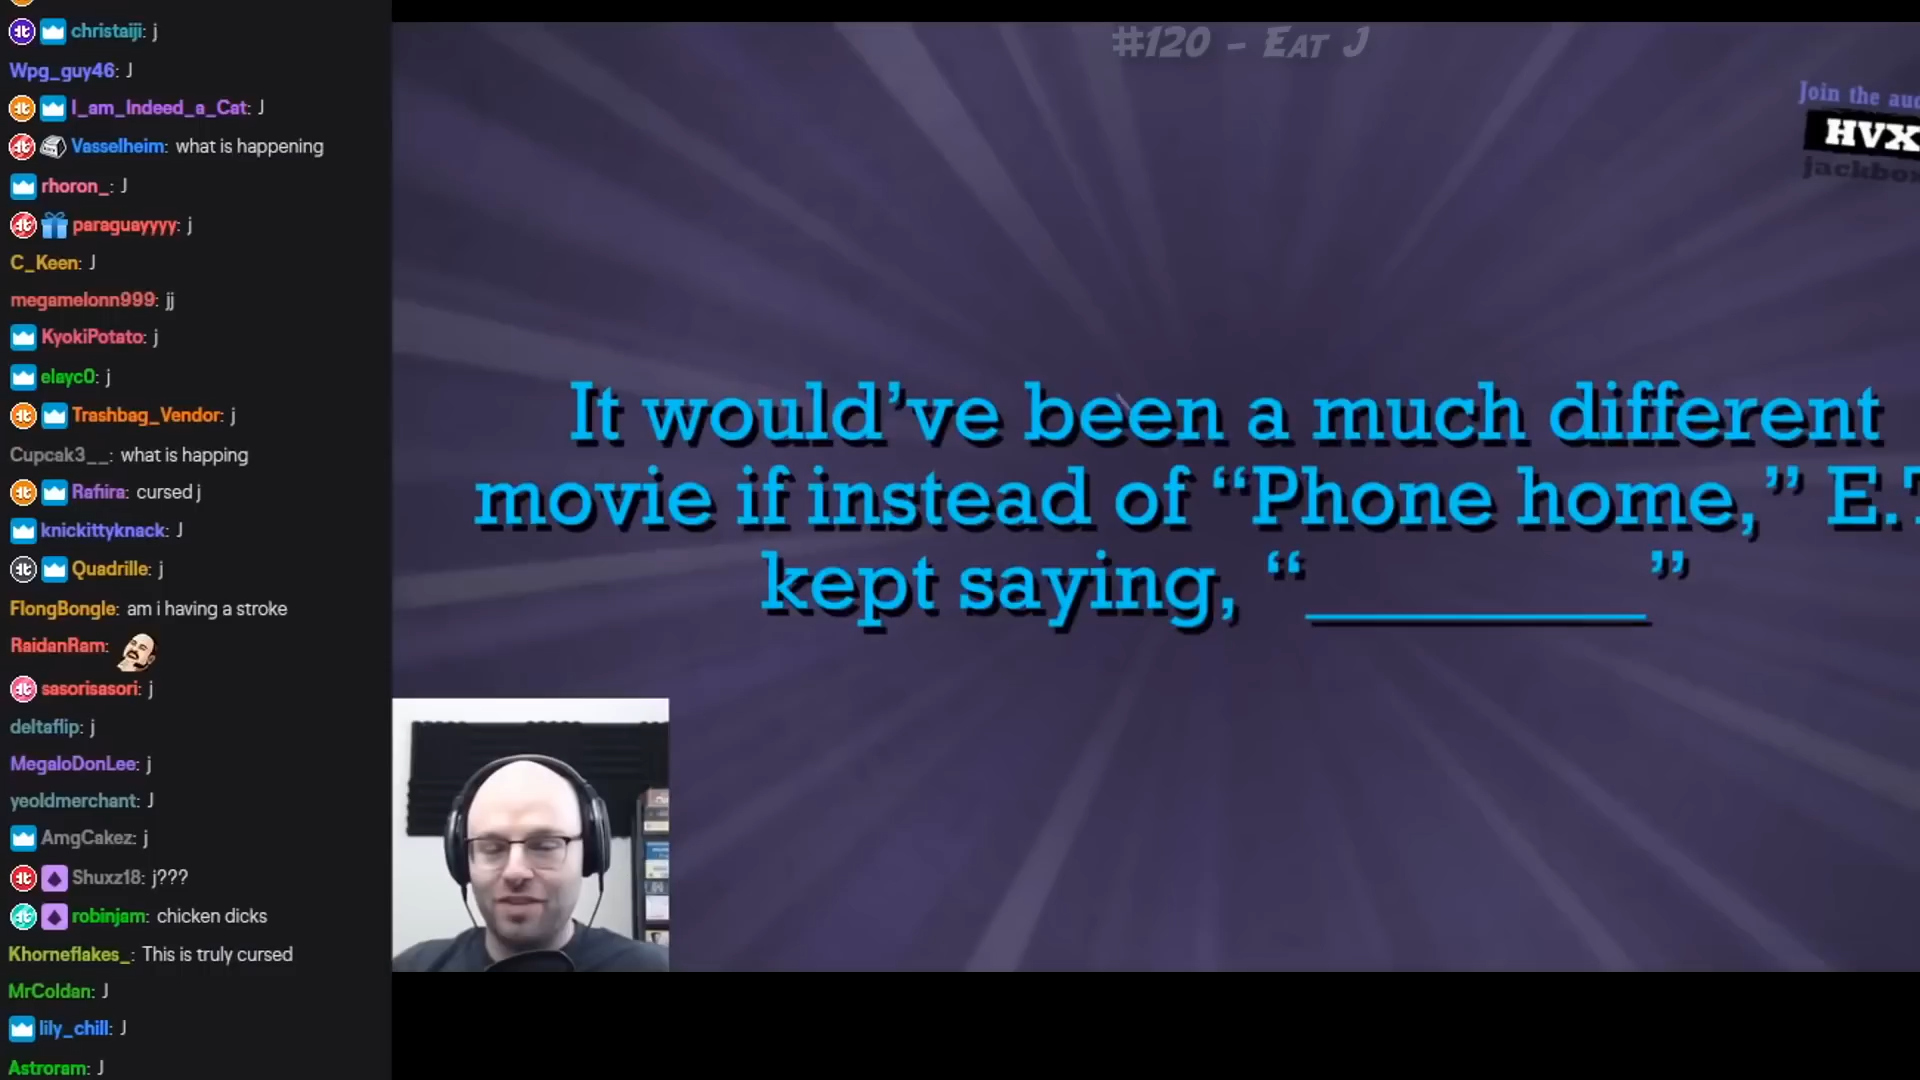 christaiji: j
Wpg_guy46: J
I_am_Indeed_a_Cat: J
Vasselheim: what is happening
rhoron_: J
paraguayyyy: j
C_Keen: J
megamelonn999: jj
KyokiPotato: j
elayc0: j
Trashbag_Vendor: j
Cupcak3__: what is happing
Rafiira: cursed j
knickittyknack: J
Quadrille: j
FlongBongle: am i having a stroke
RaidanRam:
sasorisasori: j
deltaflip: j
MegaloDonLee: j
yeoldmerchant: J
AmgCakez: j
Shuxz18: j???
robinjam: chicken dicks
Khorneflakes_: This is truly cursed
MrColdan: J
lily_chill: J
Astroram: J
#120 - EAT J
Join the aud
HVX
jackbox
It would’ve been a much different
movie if instead of “Phone home,” E.T
kept saying, “__________”